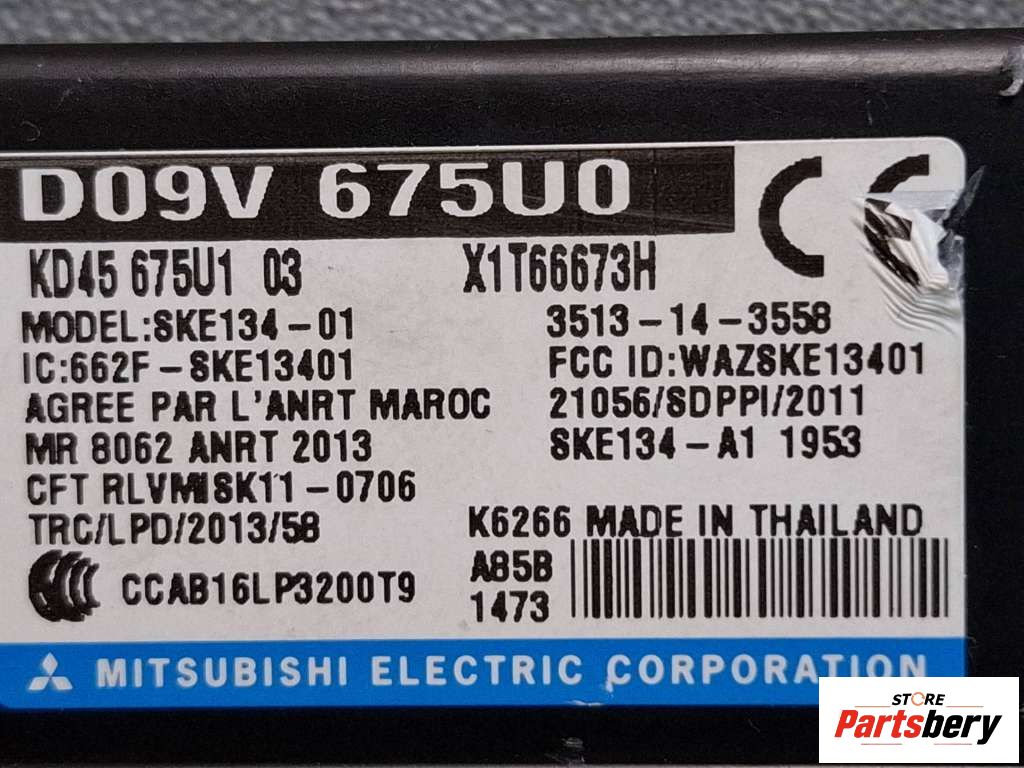 D09V 675U0
KD45 675U1 03 X1T66673H
MODEL:SKE134-01 3513-14-3558
IC:662F-SKE13401 FCC ID:WAZSKE13401
AGREE PAR L'ANRT MAROC 21056/SDPPI/2011
MR 8062 ANRT 2013 SKE134-A1 1953
CFT RLVMISK11-0706
TRC/LPD/2013/58 K6266 MADE IN THAILAND
CCAB16LP3200T9 A85B
1473
MITSUBISHI ELECTRIC CORPORATION
STORE
Partsbery